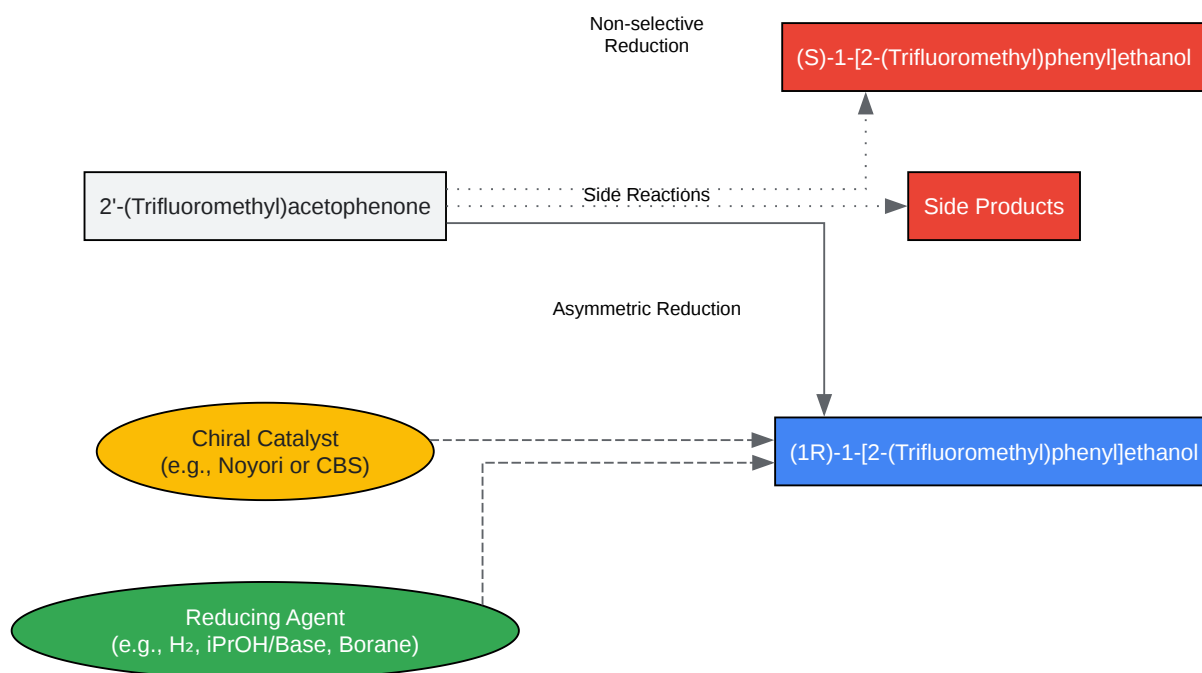 Non-selective
Reduction
(S)-1-[2-(Trifluoromethyl)phenyl]ethanol
2'-(Trifluoromethyl)acetophenone
Side Reactions
Side Products
Asymmetric Reduction
Chiral Catalyst
(e.g., Noyori or CBS)
(1R)-1-[2-(Trifluoromethyl)phenyl]ethanol
Reducing Agent
(e.g., H₂, iPrOH/Base, Borane)